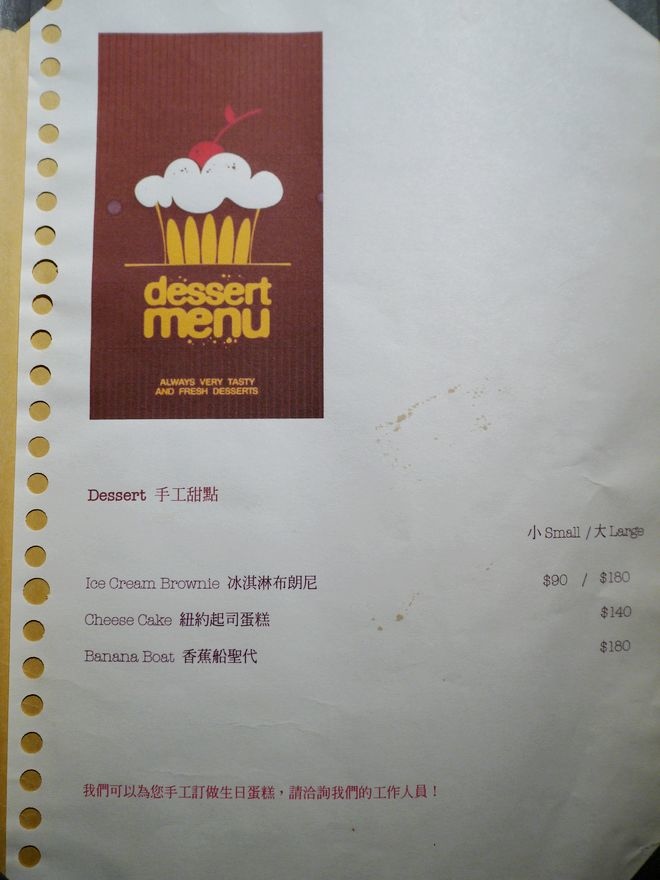 dessert
menu
ALWAYS VERY TASTY
AND FRESH DESSERTS
Dessert 手工甜點
小 Small / 大 Large
Ice Cream Brownie 冰淇淋布朗尼 $90 / $180
Cheese Cake 紐約起司蛋糕 $140
Banana Boat 香蕉船聖代 $180
我們可以為您手工訂做生日蛋糕，請洽詢我們的工作人員！